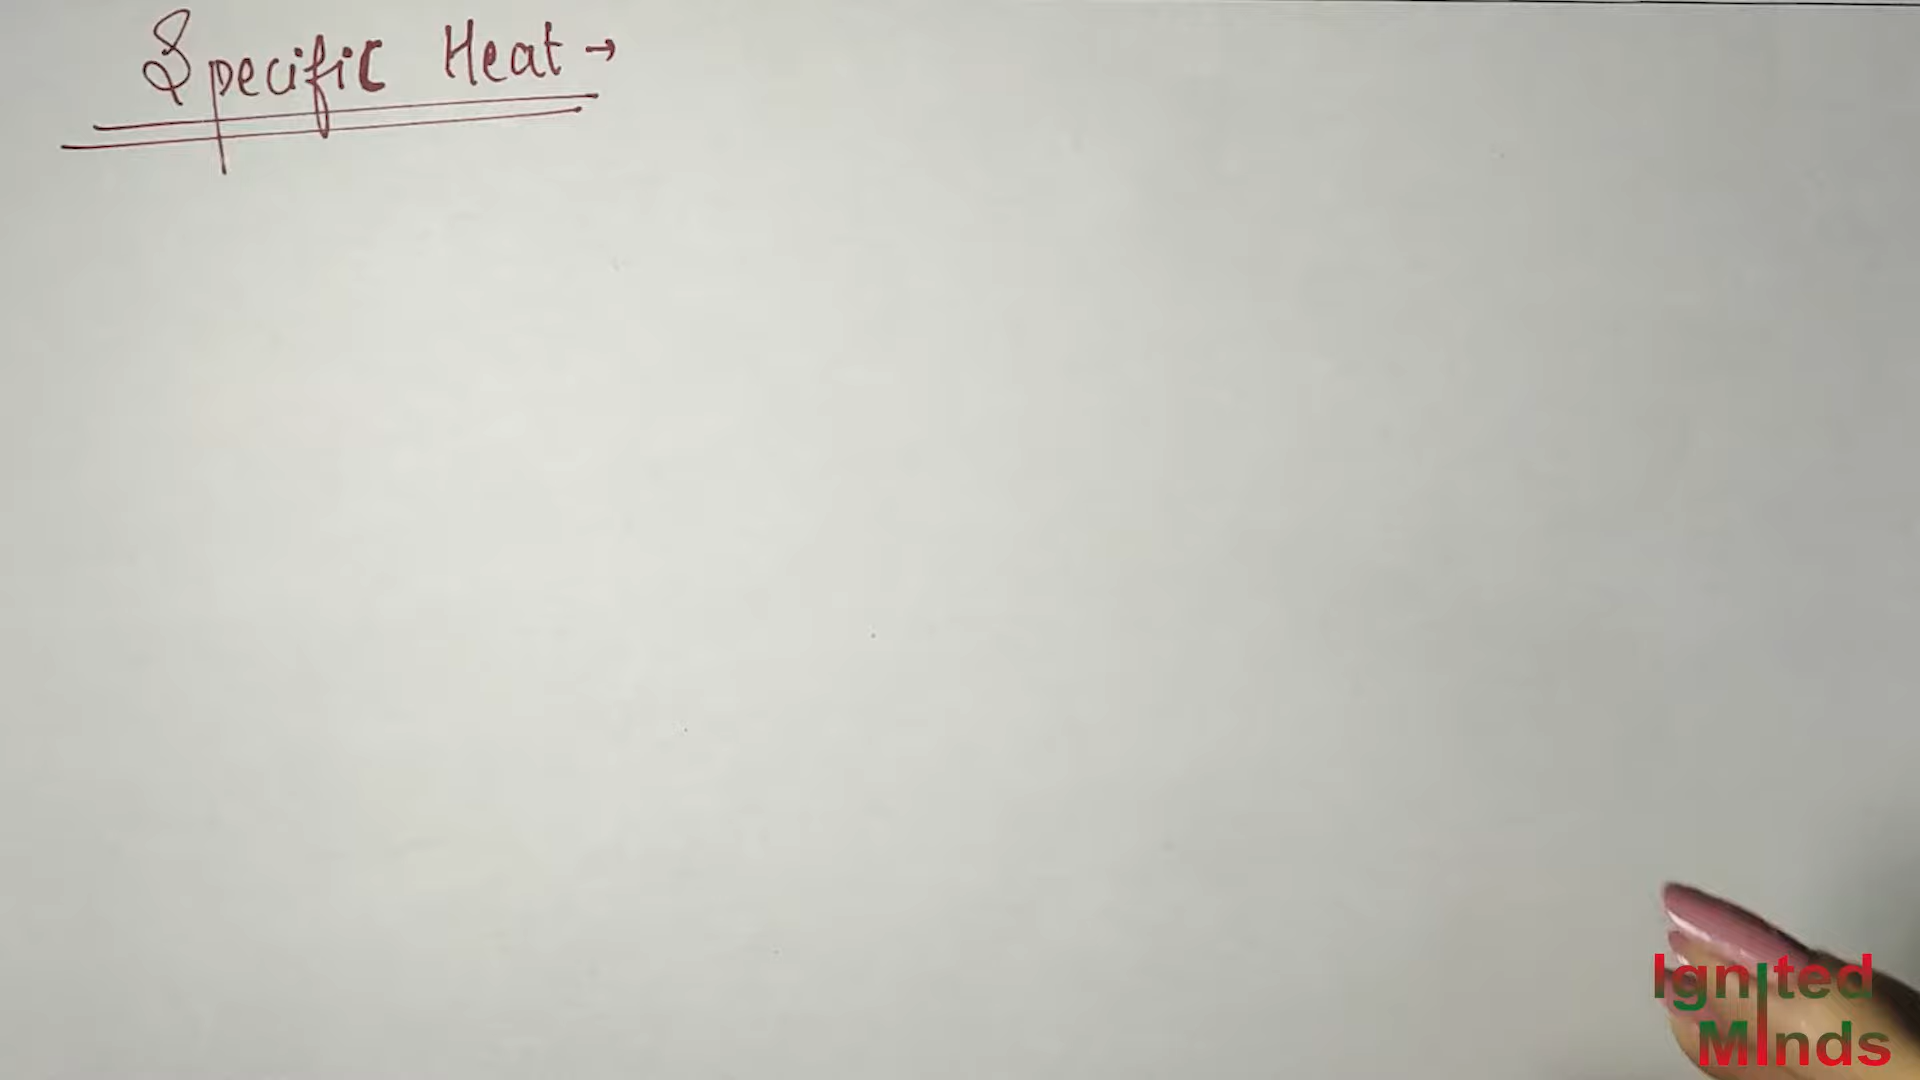 Specific Heat →
Ignited
Minds